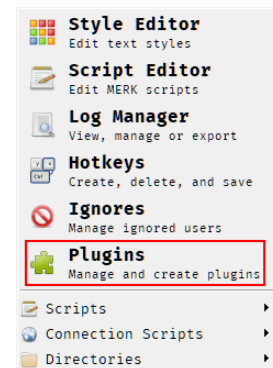 Style Editor
Edit text styles
Script Editor
Edit MERK scripts
Log Manager
View, manage or export
Hotkeys
Create, delete, and save
Ignores
Manage ignored users
Plugins
Manage and create plugins
Scripts
Connection Scripts
Directories